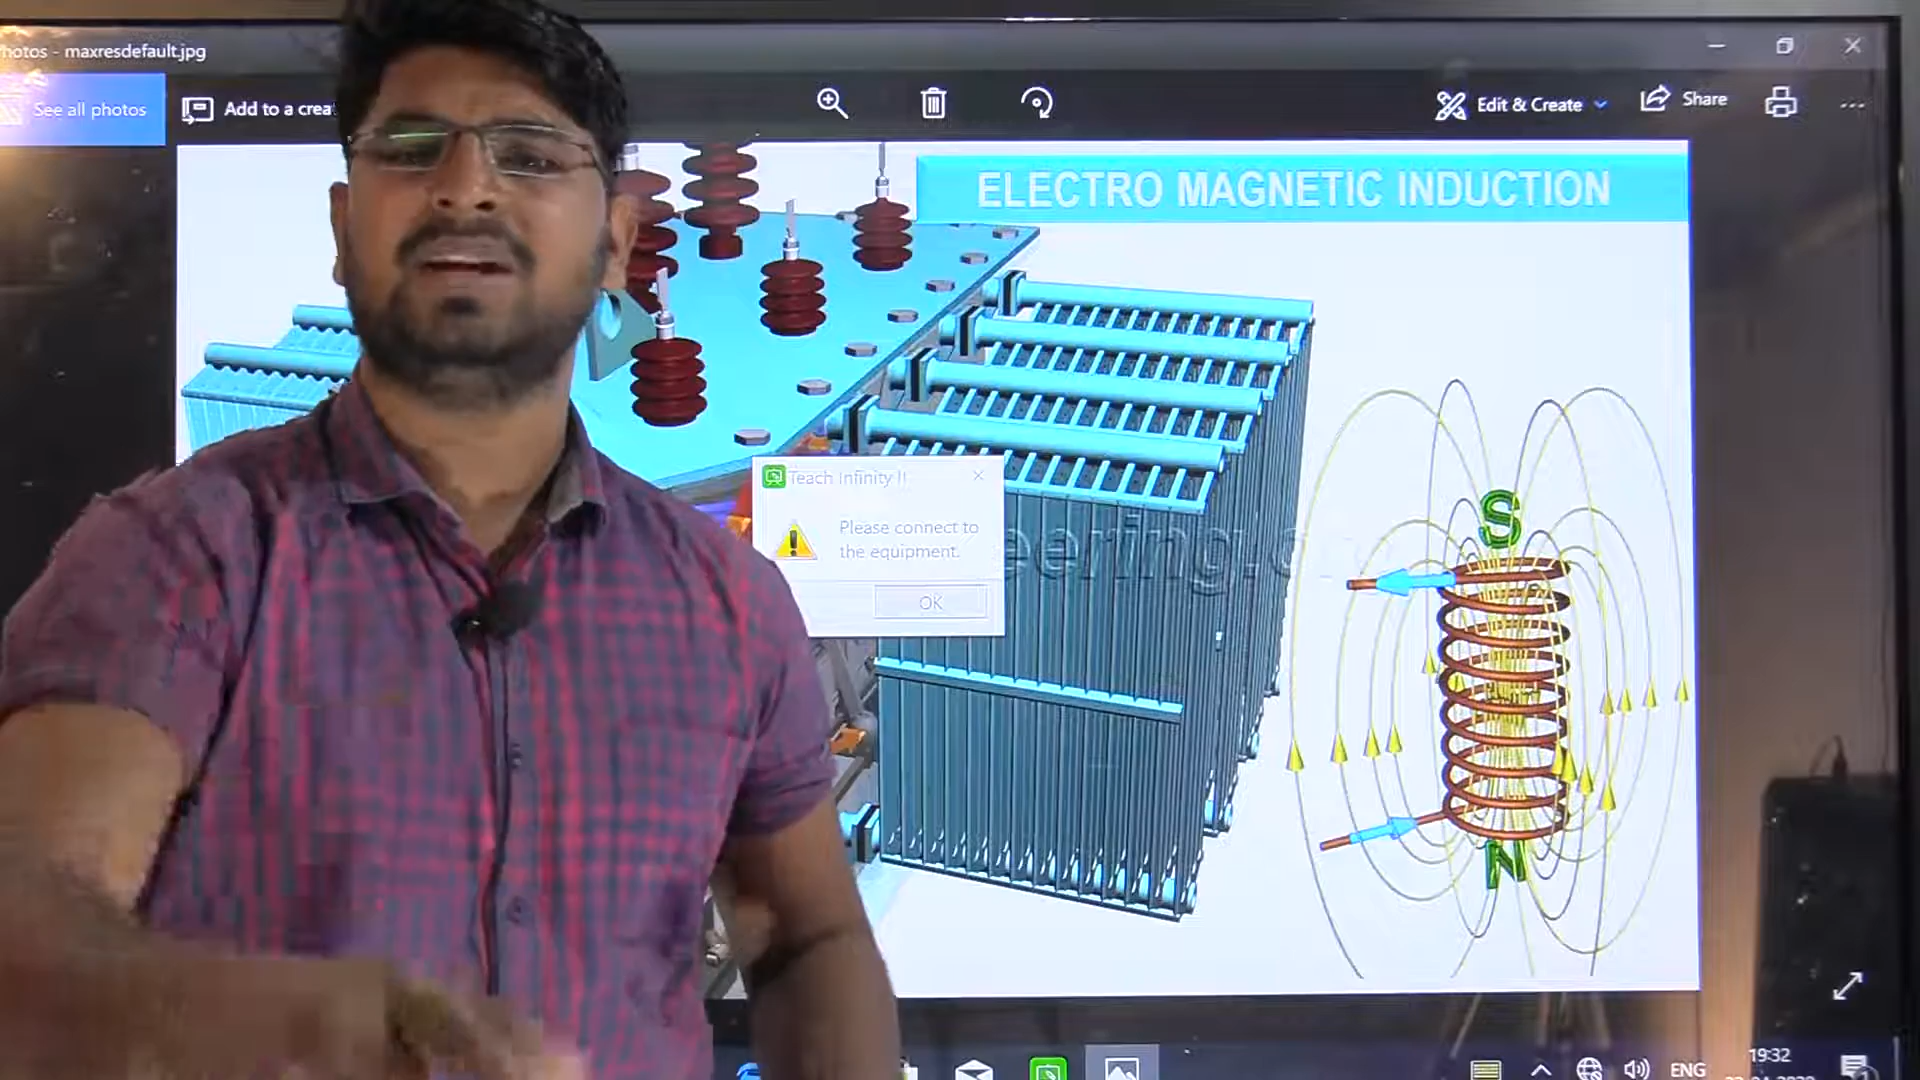 hotos - maxresdefault.jpg
See all photos
Add to a crea
Edit & Create
Share
ELECTRO MAGNETIC INDUCTION
Teach Infinity
Please connect to
the equipment.
OK
eering.c
S
N
ENG
19:32